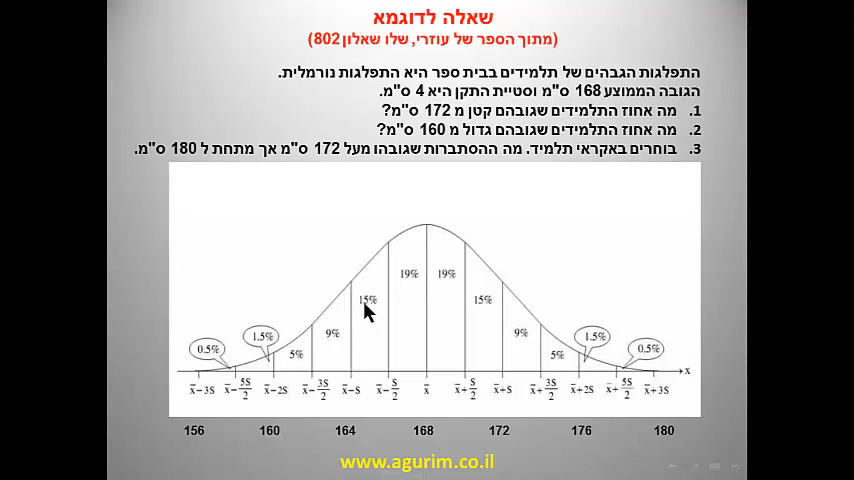 שאלה לדוגמא
(מתוך הספר של עוזרי, שלו שאלון 802)
התפלגות הגבהים של תלמידים בבית ספר היא התפלגות נורמלית.
הגובה הממוצע 168 ס"מ וסטיית התקן היא 4 ס"מ.
1. מה אחוז התלמידים שגובהם קטן מ 172 ס"מ?
2. מה אחוז התלמידים שגובהם גדול מ 160 ס"מ?
3. בוחרים באקראי תלמיד. מה ההסתברות שגובהו מעל 172 ס"מ אך מתחת ל 180 ס"מ.
19% 19%
15% 15%
9% 9%
1.5% 1.5%
0.5% 5% 5% 0.5%
x
x̄−3S x̄−5S/2 x̄−2S x̄−3S/2 x̄−S x̄−S/2 x̄ x̄+S/2 x̄+S x̄+3S/2 x̄+2S x̄+5S/2 x̄+3S
156 160 164 168 172 176 180
www.agurim.co.il